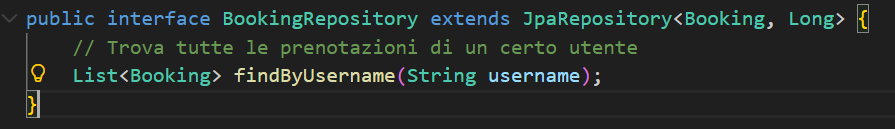 public interface BookingRepository extends JpaRepository<Booking, Long> {
// Trova tutte le prenotazioni di un certo utente
List<Booking> findByUsername(String username);
}